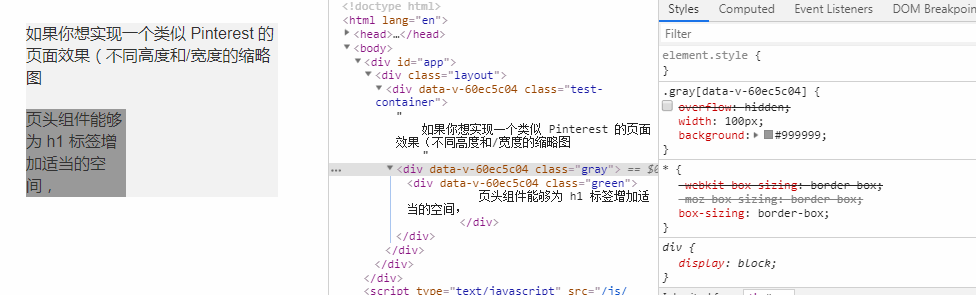 如果你想实现一个类似 Pinterest 的
页面效果（不同高度和/宽度的缩略
图
页头组件能够
为 h1 标签增
加适当的空
间，
<!doctype html>
<html lang="en">
<head>…</head>
<body>
<div id="app">
<div class="layout">
<div data-v-60ec5c04 class="test-
container">
"
如果你想实现一个类似 Pinterest 的页面
效果（不同高度和/宽度的缩略图
"
<div data-v-60ec5c04 class="gray"> == $0
<div data-v-60ec5c04 class="green">
页头组件能够为 h1 标签增加适
当的空间，
</div>
</div>
</div>
</div>
</div>
<script type="text/javascript" src="/js/
Styles Computed Event Listeners DOM Breakpoin
Filter
element.style {
}
.gray[data-v-60ec5c04] {
overflow: hidden;
width: 100px;
background: #999999;
}
* {
-webkit-box-sizing: border-box;
-moz-box-sizing: border-box;
box-sizing: border-box;
}
div {
display: block;
}